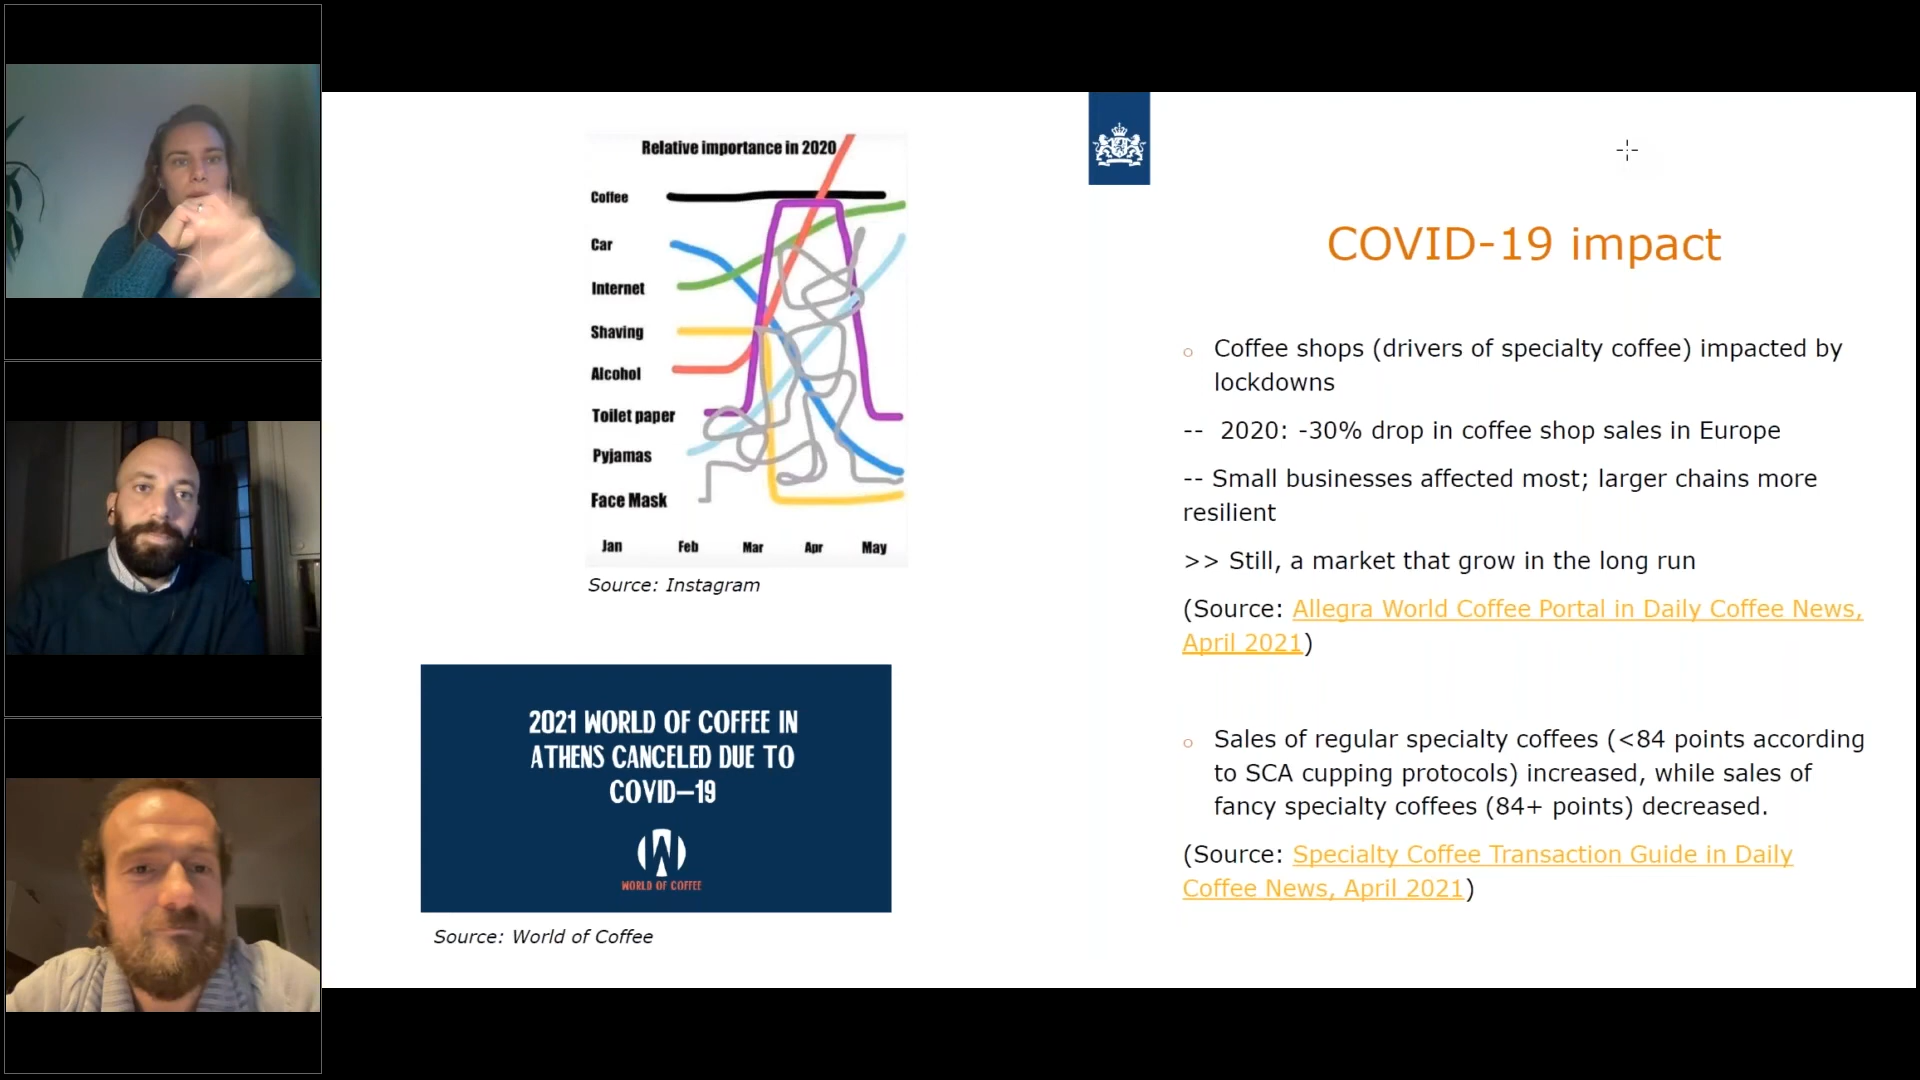 Relative importance in 2020
Coffee
Car
Internet
Shaving
Alcohol
Toilet paper
Pyjamas
Face Mask
Jan Feb Mar Apr May
Source: Instagram
2021 WORLD OF COFFEE IN
ATHENS CANCELED DUE TO
COVID-19
WORLD OF COFFEE
Source: World of Coffee
COVID-19 impact
Coffee shops (drivers of specialty coffee) impacted by
lockdowns
-- 2020: -30% drop in coffee shop sales in Europe
-- Small businesses affected most; larger chains more
resilient
>> Still, a market that grow in the long run
(Source: Allegra World Coffee Portal in Daily Coffee News,
April 2021)
Sales of regular specialty coffees (<84 points according
to SCA cupping protocols) increased, while sales of
fancy specialty coffees (84+ points) decreased.
(Source: Specialty Coffee Transaction Guide in Daily
Coffee News, April 2021)